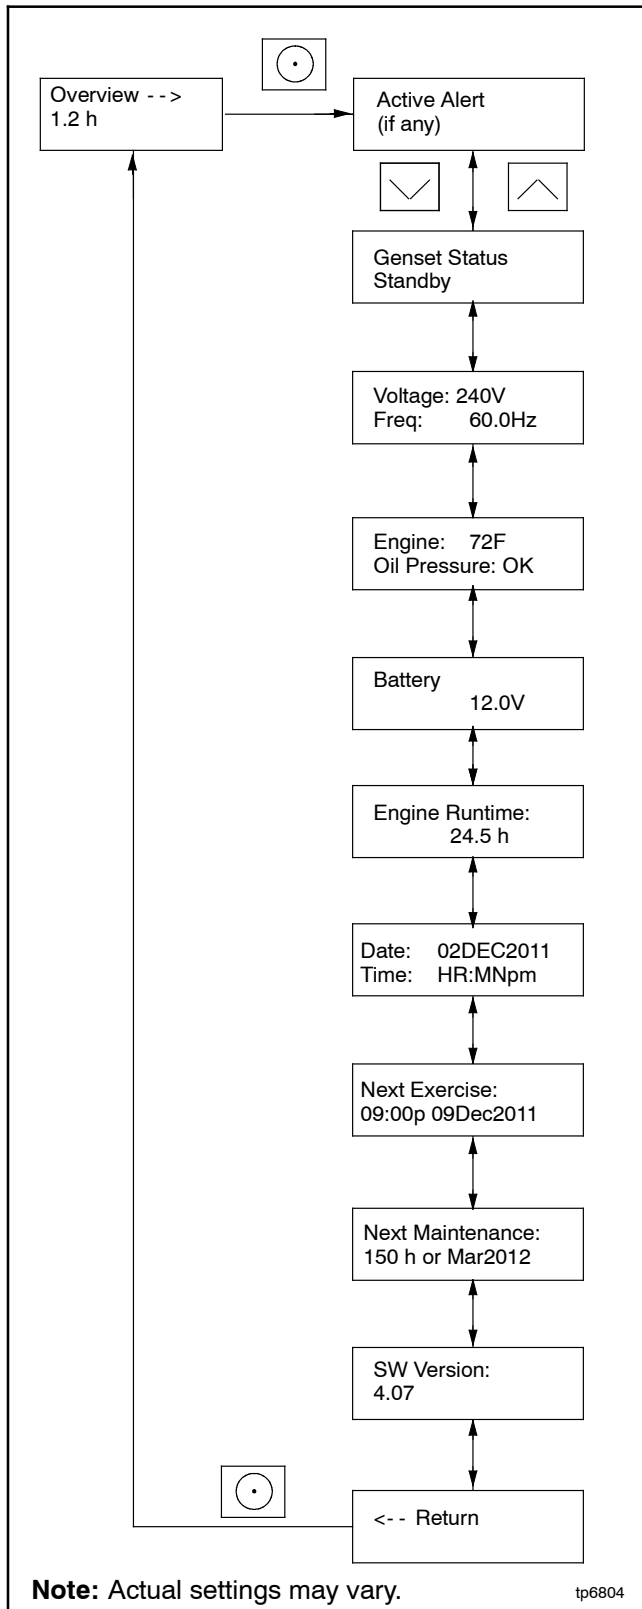 Overview - ->
1.2 h
Active Alert
(if any)
Genset Status
Standby
Voltage: 240V
Freq: 60.0Hz
Engine: 72F
Oil Pressure: OK
Battery
12.0V
Engine Runtime:
24.5 h
Date: 02DEC2011
Time: HR:MNpm
Next Exercise:
09:00p 09Dec2011
Next Maintenance:
150 h or Mar2012
SW Version:
4.07
<- - Return
Note: Actual settings may vary.
tp6804